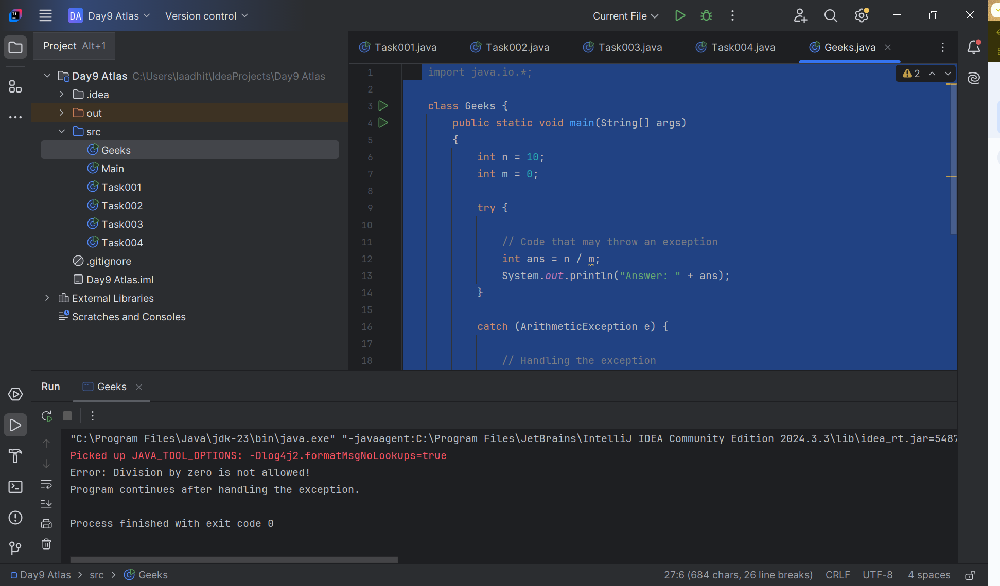 DA Day9 Atlas Version control Current File
Project Alt+1
Task001.java Task002.java Task003.java Task004.java Geeks.java
Day9 Atlas C:\Users\laadhit\IdeaProjects\Day9 Atlas
.idea
out
src
Geeks
Main
Task001
Task002
Task003
Task004
.gitignore
Day9 Atlas.iml
External Libraries
Scratches and Consoles
2
1 import java.io.*;
2
3 class Geeks {
4 public static void main(String[] args)
5 {
6 int n = 10;
7 int m = 0;
8
9 try {
10
11 // Code that may throw an exception
12 int ans = n / m;
13 System.out.println("Answer: " + ans);
14 }
15
16 catch (ArithmeticException e) {
17
18 // Handling the exception
Run Geeks
"C:\Program Files\Java\jdk-23\bin\java.exe" "-javaagent:C:\Program Files\JetBrains\IntelliJ IDEA Community Edition 2024.3.3\lib\idea_rt.jar=5487
Picked up JAVA_TOOL_OPTIONS: -Dlog4j2.formatMsgNoLookups=true
Error: Division by zero is not allowed!
Program continues after handling the exception.
Process finished with exit code 0
Day9 Atlas > src > Geeks
27:6 (684 chars, 26 line breaks) CRLF UTF-8 4 spaces